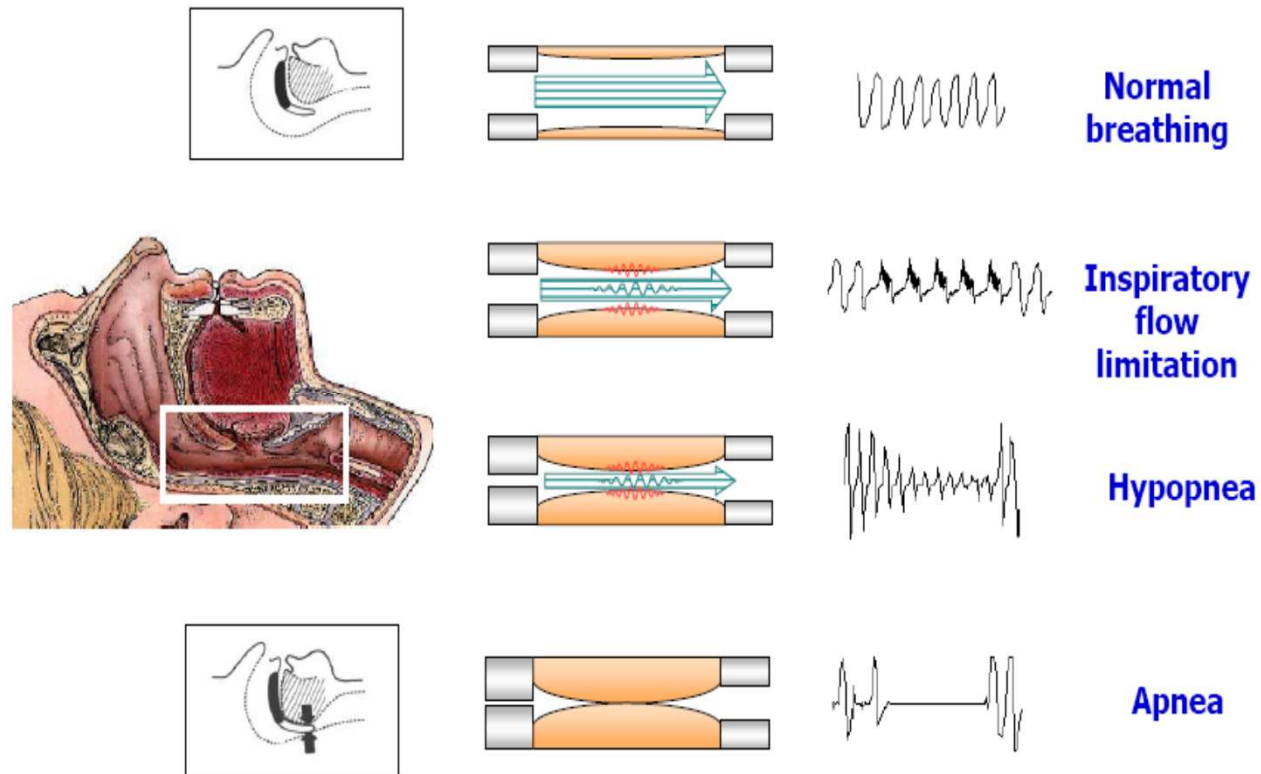 Normal
breathing
Inspiratory
flow
limitation
Hypopnea
Apnea